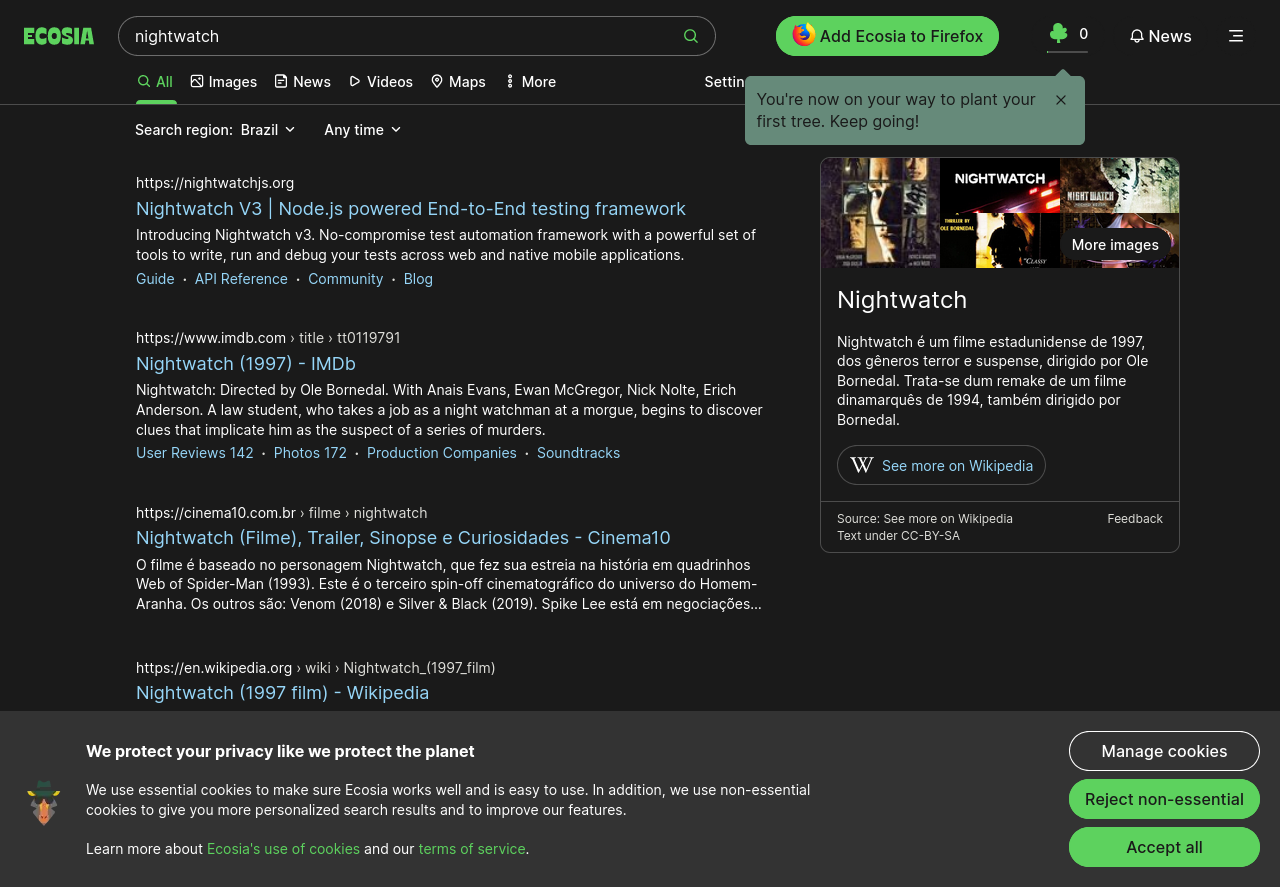 ECOSIA
nightwatch
Add Ecosia to Firefox
0
News
All
Images
News
Videos
Maps
More
You're now on your way to plant your
first tree. Keep going!
Search region: Brazil
Any time
https://nightwatchjs.org
Nightwatch V3 | Node.js powered End-to-End testing framework
Introducing Nightwatch v3. No-compromise test automation framework with a powerful set of
tools to write, run and debug your tests across web and native mobile applications.
Guide · API Reference · Community · Blog
https://www.imdb.com › title › tt0119791
Nightwatch (1997) - IMDb
Nightwatch: Directed by Ole Bornedal. With Anais Evans, Ewan McGregor, Nick Nolte, Erich
Anderson. A law student, who takes a job as a night watchman at a morgue, begins to discover
clues that implicate him as the suspect of a series of murders.
User Reviews 142 · Photos 172 · Production Companies · Soundtracks
https://cinema10.com.br › filme › nightwatch
Nightwatch (Filme), Trailer, Sinopse e Curiosidades - Cinema10
O filme é baseado no personagem Nightwatch, que fez sua estreia na história em quadrinhos
Web of Spider-Man (1993). Este é o terceiro spin-off cinematográfico do universo do Homem-
Aranha. Os outros são: Venom (2018) e Silver & Black (2019). Spike Lee está em negociações...
https://en.wikipedia.org › wiki › Nightwatch_(1997_film)
Nightwatch (1997 film) - Wikipedia
NIGHTWATCH
NIGHTWATCH
THRILLER BY
OLE BORNEDAL
"CLASSY
More images
Nightwatch
Nightwatch é um filme estadunidense de 1997,
dos gêneros terror e suspense, dirigido por Ole
Bornedal. Trata-se dum remake de um filme
dinamarquês de 1994, também dirigido por
Bornedal.
W See more on Wikipedia
Source: See more on Wikipedia
Feedback
Text under CC-BY-SA
We protect your privacy like we protect the planet
We use essential cookies to make sure Ecosia works well and is easy to use. In addition, we use non-essential
cookies to give you more personalized search results and to improve our features.
Learn more about Ecosia's use of cookies and our terms of service.
Manage cookies
Reject non-essential
Accept all